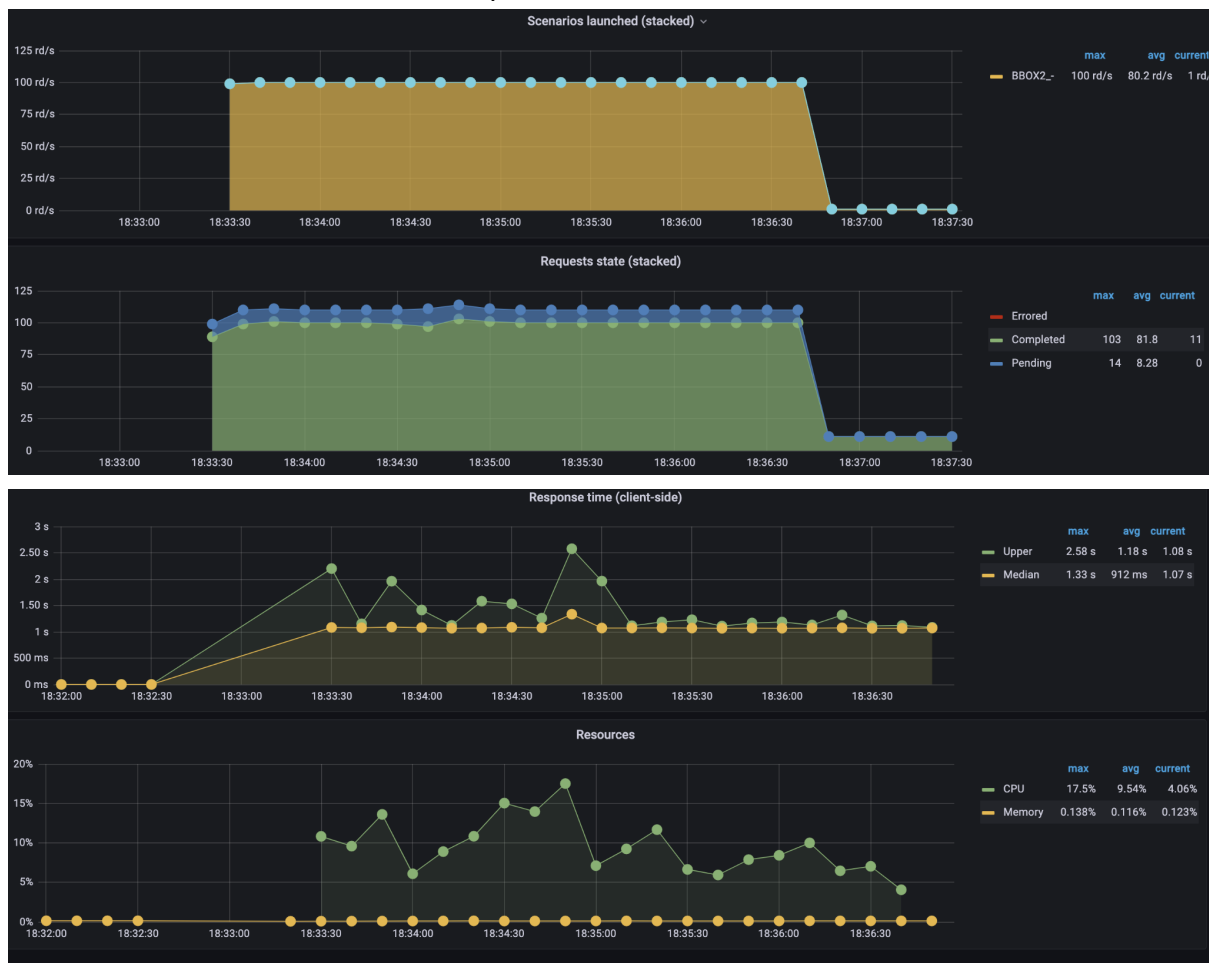 Scenarios launched (stacked)
125 rd/s
100 rd/s
75 rd/s
50 rd/s
25 rd/s
0 rd/s
18:33:00 18:33:30 18:34:00 18:34:30 18:35:00 18:35:30 18:36:00 18:36:30 18:37:00 18:37:30
max avg current
BBOX2_- 100 rd/s 80.2 rd/s 1 rd/
Requests state (stacked)
125
100
75
50
25
0
18:33:00 18:33:30 18:34:00 18:34:30 18:35:00 18:35:30 18:36:00 18:36:30 18:37:00 18:37:30
max avg current
Errored
Completed 103 81.8 11
Pending 14 8.28 0
Response time (client-side)
3 s
2.50 s
2 s
1.50 s
1 s
500 ms
0 ms
18:32:00 18:32:30 18:33:00 18:33:30 18:34:00 18:34:30 18:35:00 18:35:30 18:36:00 18:36:30
max avg current
Upper 2.58 s 1.18 s 1.08 s
Median 1.33 s 912 ms 1.07 s
Resources
20%
15%
10%
5%
0%
18:32:00 18:32:30 18:33:00 18:33:30 18:34:00 18:34:30 18:35:00 18:35:30 18:36:00 18:36:30
max avg current
CPU 17.5% 9.54% 4.06%
Memory 0.138% 0.116% 0.123%